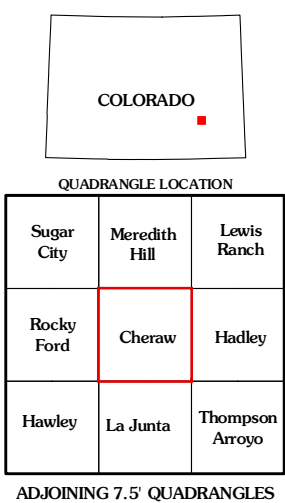 COLORADO
QUADRANGLE LOCATION
Sugar
City
Meredith
Hill
Lewis
Ranch
Rocky
Ford
Cheraw
Hadley
Hawley
La Junta
Thompson
Arroyo
ADJOINING 7.5' QUADRANGLES